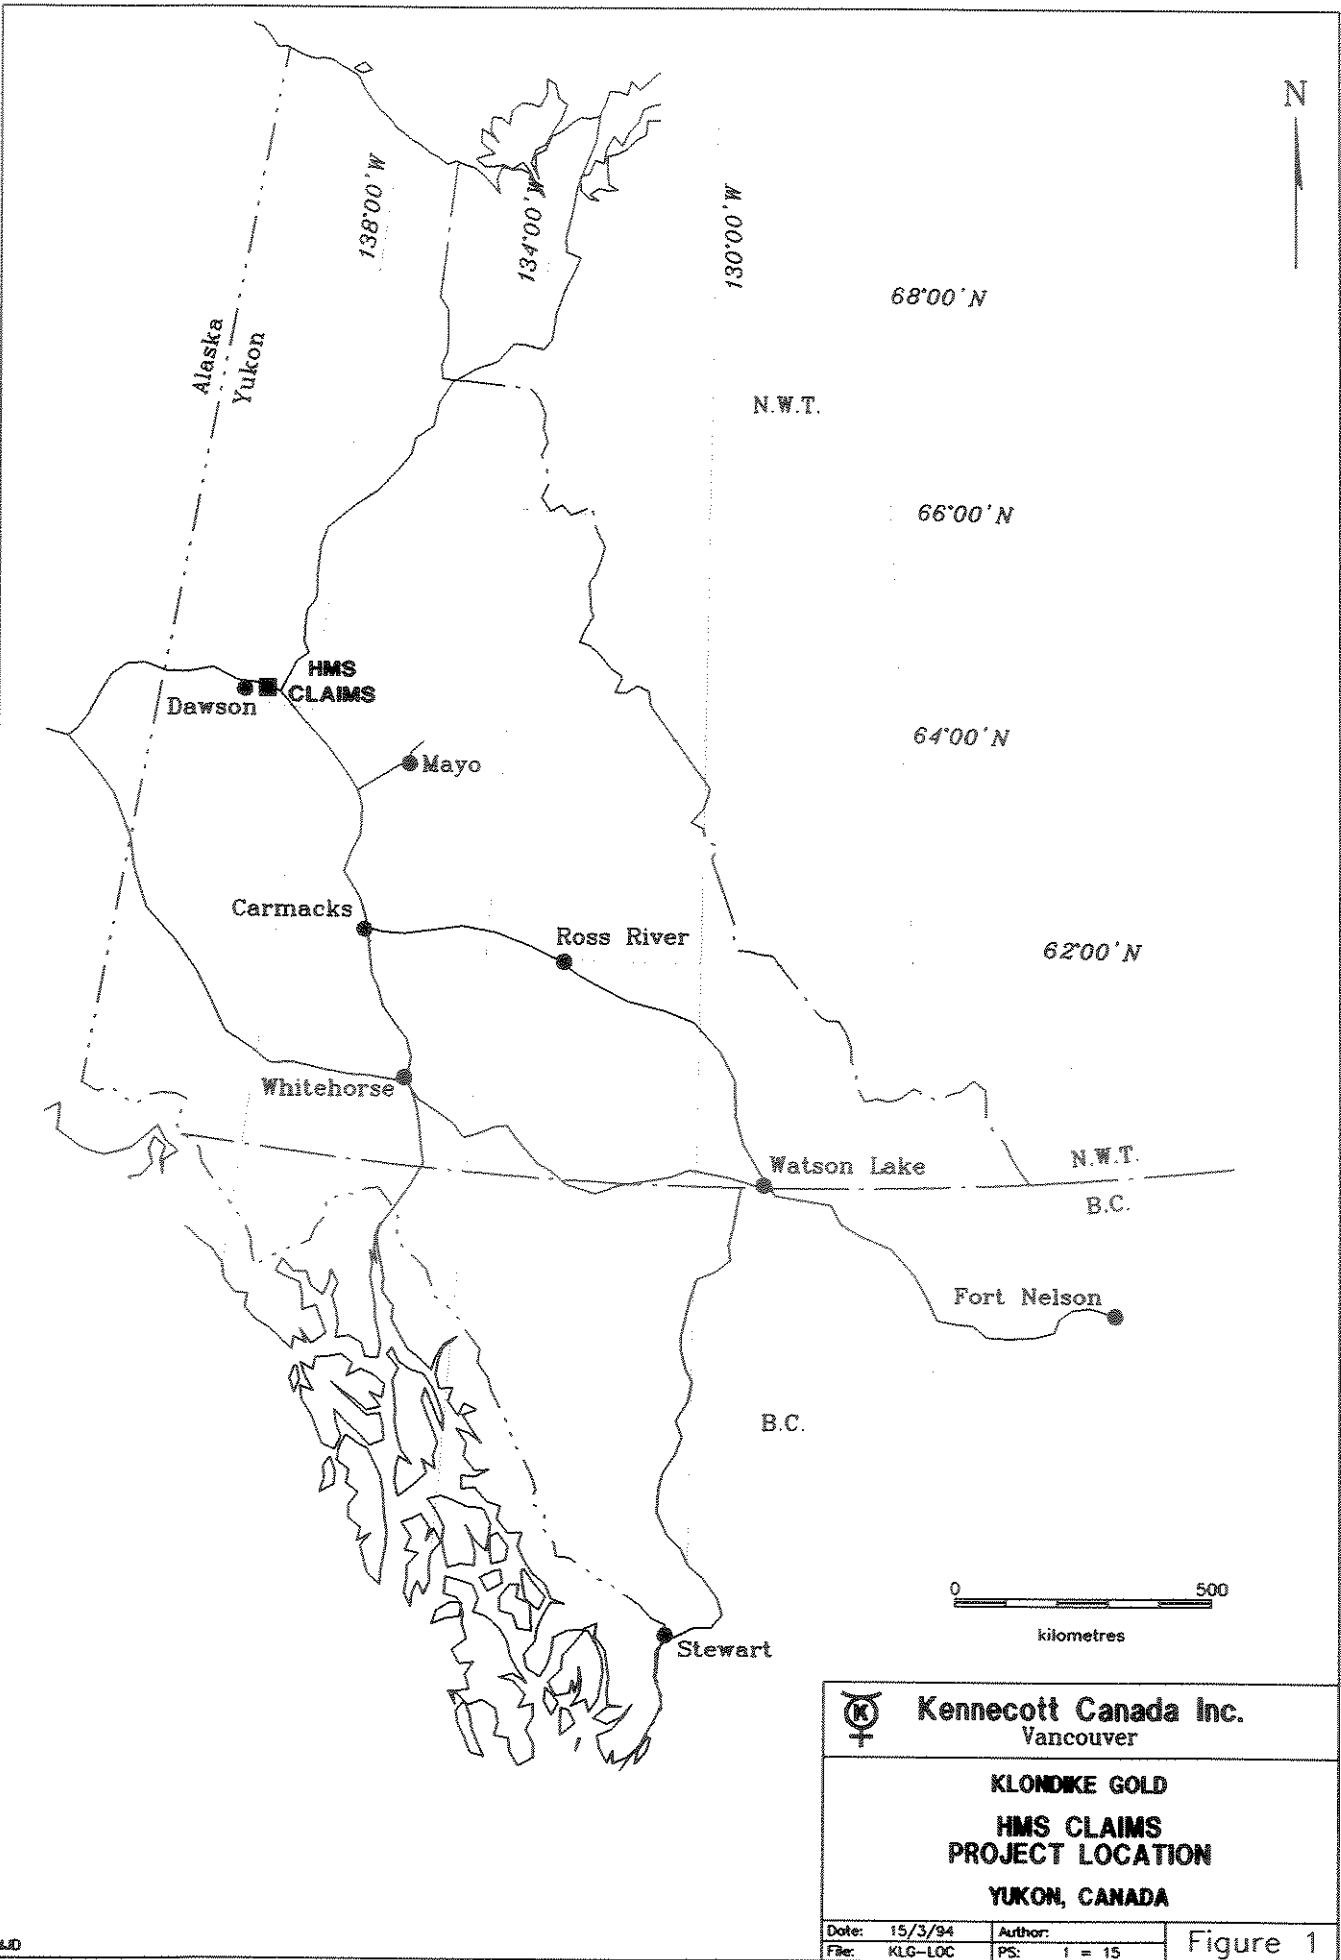 N
138°00'W
134°00'W
130°00'W
68°00'N
Alaska
Yukon
N.W.T.
66°00'N
HMS
CLAIMS
Dawson
64°00'N
Mayo
Carmacks
Ross River
62°00'N
Whitehorse
Watson Lake
N.W.T.
B.C.
Fort Nelson
B.C.
0 500
kilometres
Stewart
K
Kennecott Canada Inc.
Vancouver
KLONDIKE GOLD
HMS CLAIMS
PROJECT LOCATION
YUKON, CANADA
Date: 15/3/94 Author:
File: KLG-LOC PS: 1 = 15
Figure 1